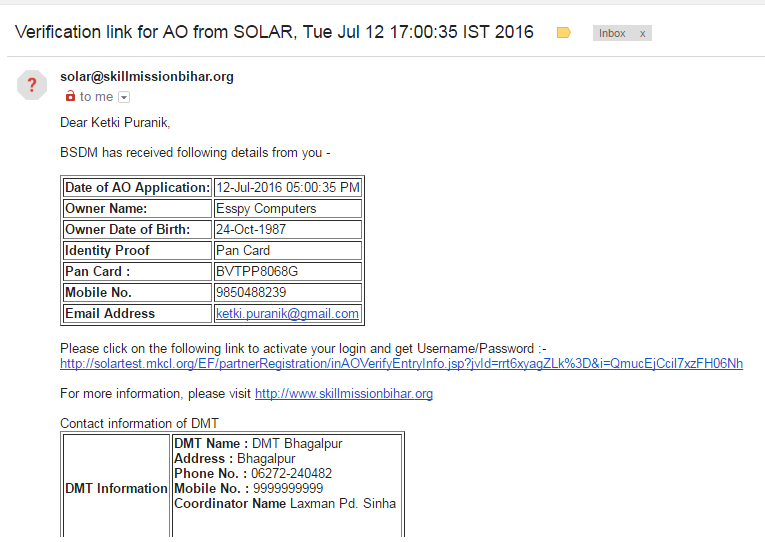 Verification link for AO from SOLAR, Tue Jul 12 17:00:35 IST 2016 Inbox x
?
solar@skillmissionbihar.org
to me
Dear Ketki Puranik,
BSDM has received following details from you -
Date of AO Application: 12-Jul-2016 05:00:35 PM
Owner Name: Esspy Computers
Owner Date of Birth: 24-Oct-1987
Identity Proof Pan Card
Pan Card : BVTPP8068G
Mobile No. 9850488239
Email Address ketki.puranik@gmail.com
Please click on the following link to activate your login and get Username/Password :-
http://solartest.mkcl.org/EF/partnerRegistration/inAOVerifyEntryInfo.jsp?jvId=rrt6xyagZLk%3D&i=QmucEjCcil7xzFH06Nh
For more information, please visit http://www.skillmissionbihar.org
Contact information of DMT
DMT Name : DMT Bhagalpur
Address : Bhagalpur
Phone No. : 06272-240482
DMT Information Mobile No. : 9999999999
Coordinator Name Laxman Pd. Sinha